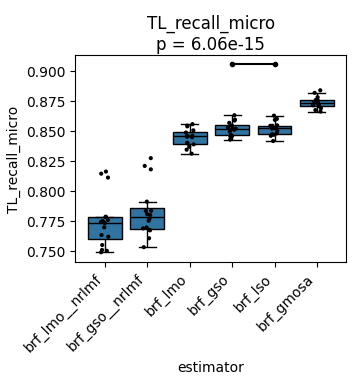 TL_recall_micro
p = 6.06e-15
TL_recall_micro
0.900
0.875
0.850
0.825
0.800
0.775
0.750
brf_lmo__nrlmf
brf_gso__nrlmf
brf_lmo
brf_gso
brf_lso
brf_gmosa
estimator